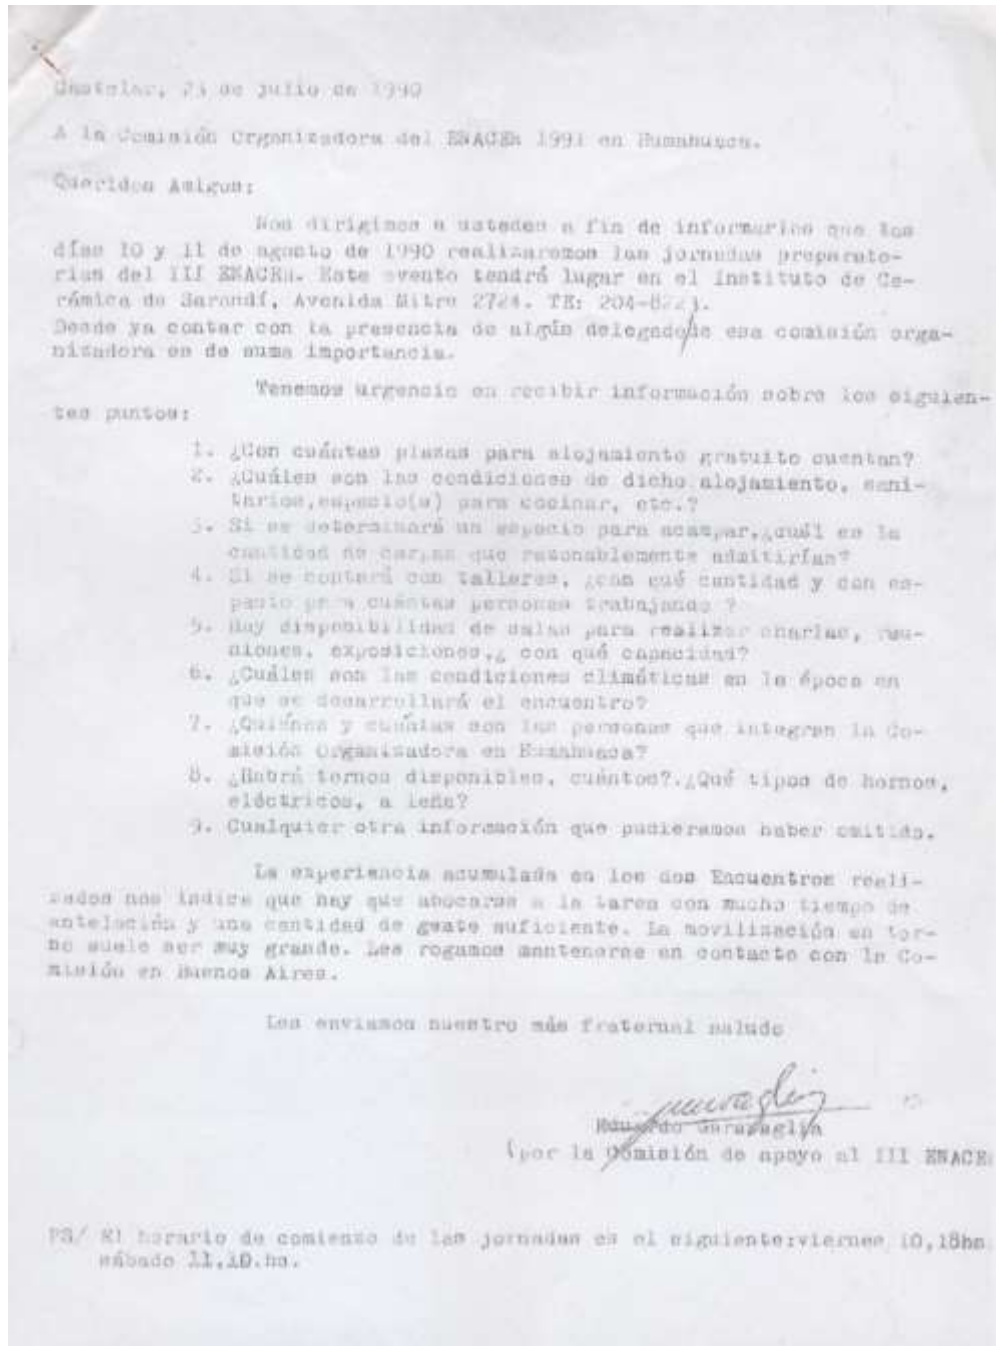 Castelar, 23 de julio de 1990
A la Comisión Organizadora del ENACEr 1991 en Humahuaca.
Queridos Amigos:
Nos dirigimos a ustedes a fin de informarles que los
días 10 y 11 de agosto de 1990 realizaremos las jornadas preparato-
rias del III ENACEr. Este evento tendrá lugar en el Instituto de Ce-
rámica de Sarandí, Avenida Mitre 2724. TE: 204-8223.
Desde ya contar con la presencia de algún delegado/de esa comisión orga-
nizadora es de suma importancia.
Tenemos urgencia en recibir información sobre los siguien-
tes puntos:
1. ¿Con cuántas plazas para alojamiento gratuito cuentan?
2. ¿Cuáles son las condiciones de dicho alojamiento, sani-
tarios,espacio(s) para cocinar, etc.?
3. Si se determinará un espacio para acampar,¿cuál es la
cantidad de carpas que razonablemente admitirían?
4. Si se contará con talleres, ¿con qué cantidad y con es-
pacio para cuántas personas trabajando ?
5. Hay disponibilidad de salas para realizar charlas, reu-
niones, exposiciones,¿ con qué capacidad?
6. ¿Cuáles son las condiciones climáticas en la época en
que se desarrollará el encuentro?
7. ¿Quiénes y cuántas son las personas que integran la Co-
misión Organizadora en Humahuaca?
8. ¿Habrá tornos disponibles, cuántos?.¿Qué tipos de hornos,
eléctricos, a leña?
9. Cualquier otra información que pudieramos haber omitido.
La experiencia acumulada en los dos Encuentros reali-
zados nos indica que hay que abocarse a la tarea con mucho tiempo de
antelación y una cantidad de gente suficiente. La movilización en tor-
no suele ser muy grande. Les rogamos mantenerse en contacto con la Co-
misión en Buenos Aires.
Les enviamos nuestro más fraternal saludo
Eduardo Garavaglia
(por la Comisión de apoyo al III ENACEr
PS/ El horario de comienzo de las jornadas es el siguiente:viernes 10,18hs
sábado 11,10.hs.